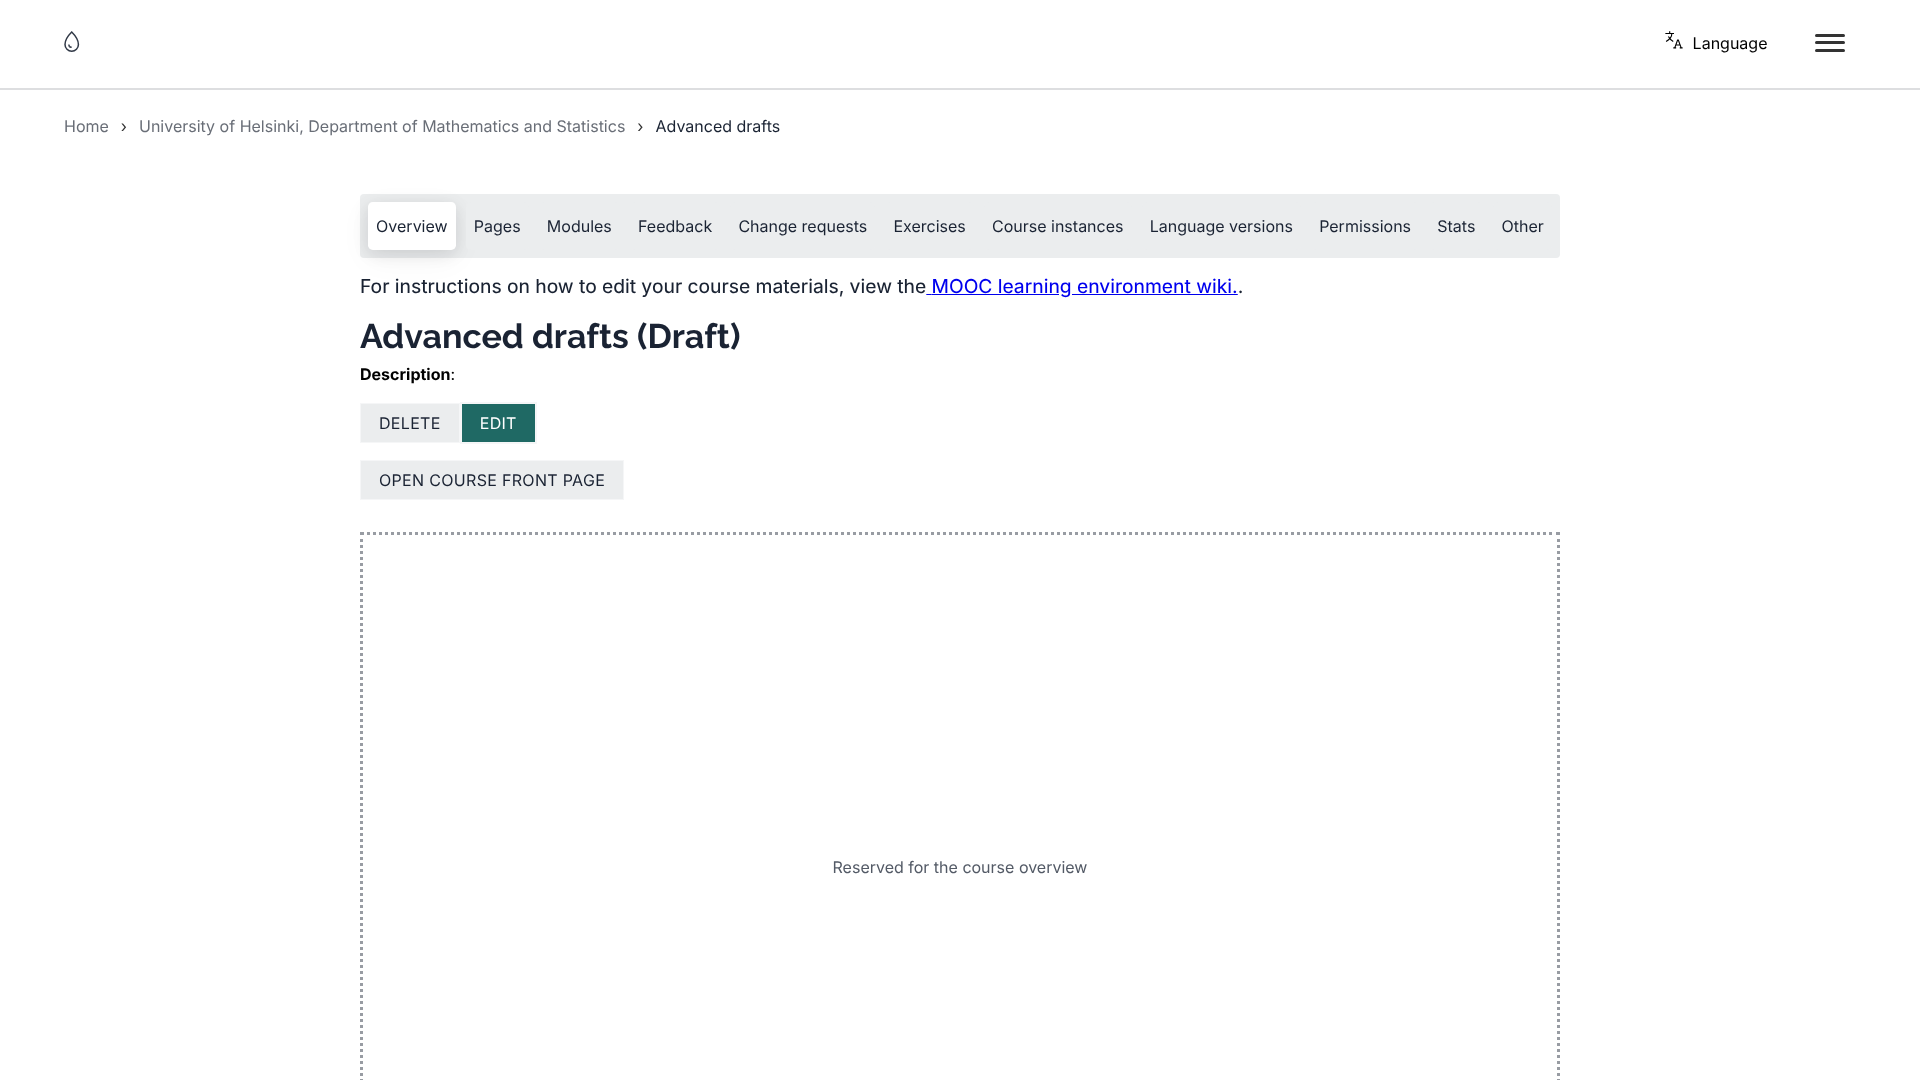 Language
Home › University of Helsinki, Department of Mathematics and Statistics › Advanced drafts
Overview Pages Modules Feedback Change requests Exercises Course instances Language versions Permissions Stats Other
For instructions on how to edit your course materials, view the MOOC learning environment wiki..
Advanced drafts (Draft)
Description:
DELETE EDIT
OPEN COURSE FRONT PAGE
Reserved for the course overview